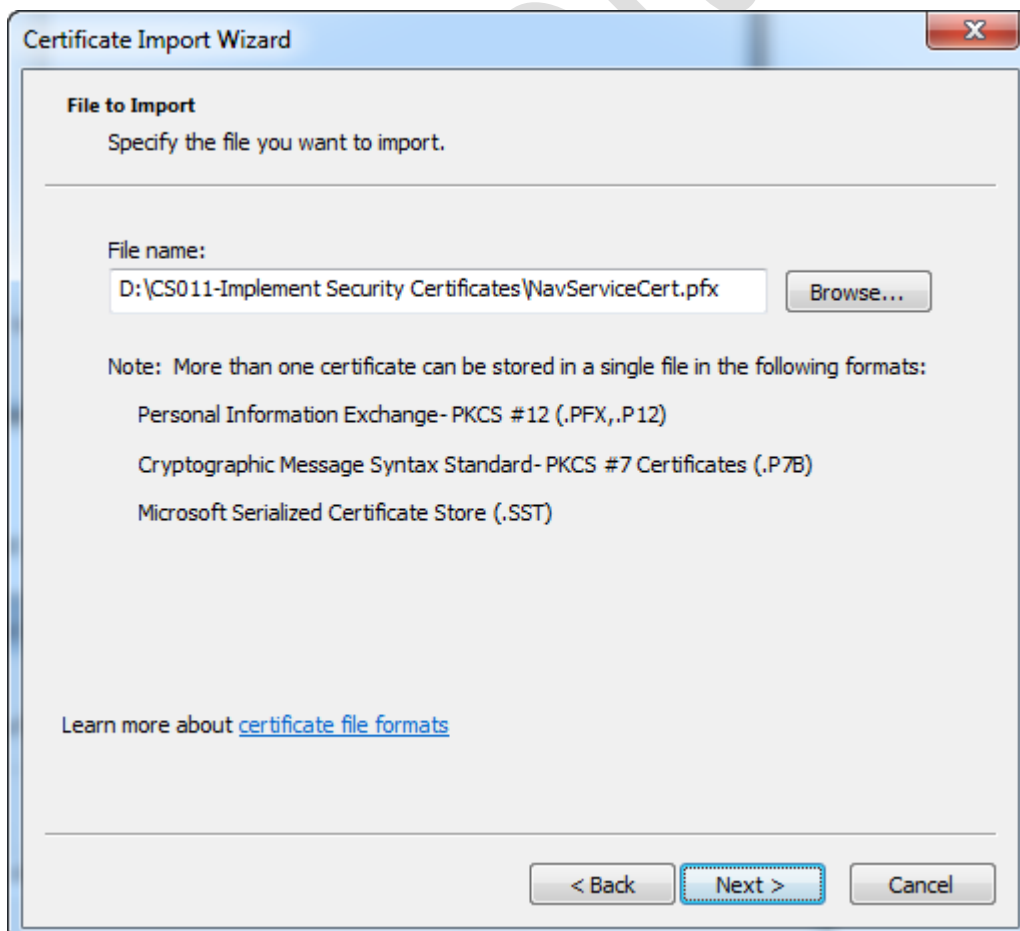 Certificate Import Wizard
File to Import
Specify the file you want to import.
File name:
D:\CS011-Implement Security Certificates\NavServiceCert.pfx
Browse...
Note:  More than one certificate can be stored in a single file in the following formats:
Personal Information Exchange- PKCS #12 (.PFX,.P12)
Cryptographic Message Syntax Standard- PKCS #7 Certificates (.P7B)
Microsoft Serialized Certificate Store (.SST)
Learn more about certificate file formats
< Back
Next >
Cancel